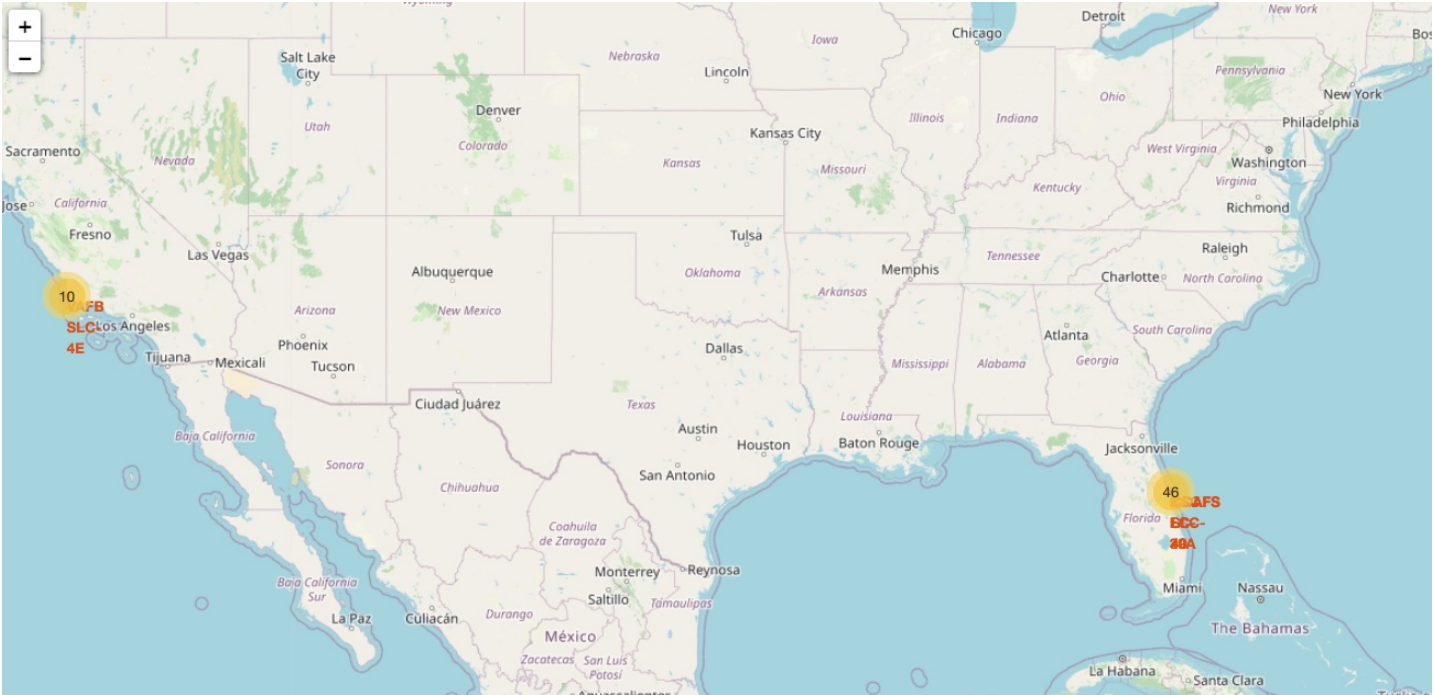 +
−
Wyoming
Nebraska
Iowa
Chicago
Detroit
New York
Bos
Salt Lake
City
Lincoln
Pennsylvania
New York
Denver
Ohio
Illinois
Indiana
Philadelphia
Utah
Kansas City
Sacramento
Nevada
Colorado
Kansas
Missouri
West Virginia
Washington
Kentucky
Virginia
Jose
California
Richmond
Fresno
Tulsa
Las Vegas
Raleigh
Albuquerque
Oklahoma
Memphis
Tennessee
Charlotte
North Carolina
10
VAFB
SLC-
4E
Los Angeles
Arizona
New Mexico
Arkansas
South Carolina
Phoenix
Atlanta
Tijuana
Mexicali
Tucson
Dallas
Mississippi
Alabama
Georgia
Ciudad Juárez
Texas
Louisiana
Baja California
Austin
Houston
Baton Rouge
Jacksonville
Sonora
San Antonio
Chihuahua
46
Florida
Coahuila
de Zaragoza
Monterrey
Reynosa
Baja California
Sur
Saltillo
Tamaulipas
Miami
Nassau
La Paz
Culiacán
Durango
México
The Bahamas
Zacatecas
San Luis
Potosí
La Habana
Santa Clara
Aguascalientes